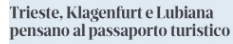 Trieste, Klagenfurt e Lubiana
pensano al passaporto turistico